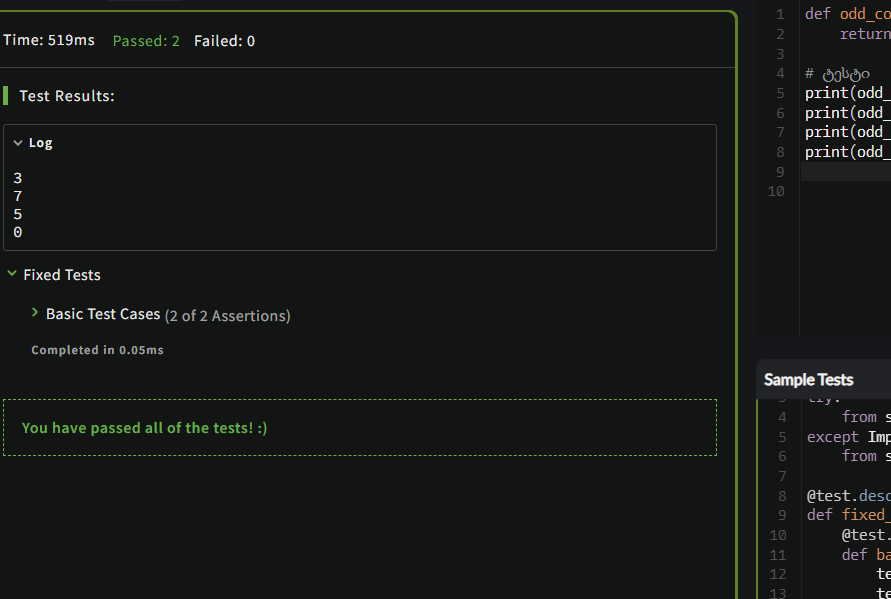 Time: 519ms Passed: 2 Failed: 0
Test Results:
Log
3
7
5
0
Fixed Tests
Basic Test Cases (2 of 2 Assertions)
Completed in 0.05ms
You have passed all of the tests! :)
1 def odd_co
2 return
3
4 # ტესტი
5 print(odd_
6 print(odd_
7 print(odd_
8 print(odd_
9
10
Sample Tests
3 try:
4 from s
5 except Imp
6 from s
7
8 @test.desc
9 def fixed_
10 @test.
11 def ba
12 te
13 te